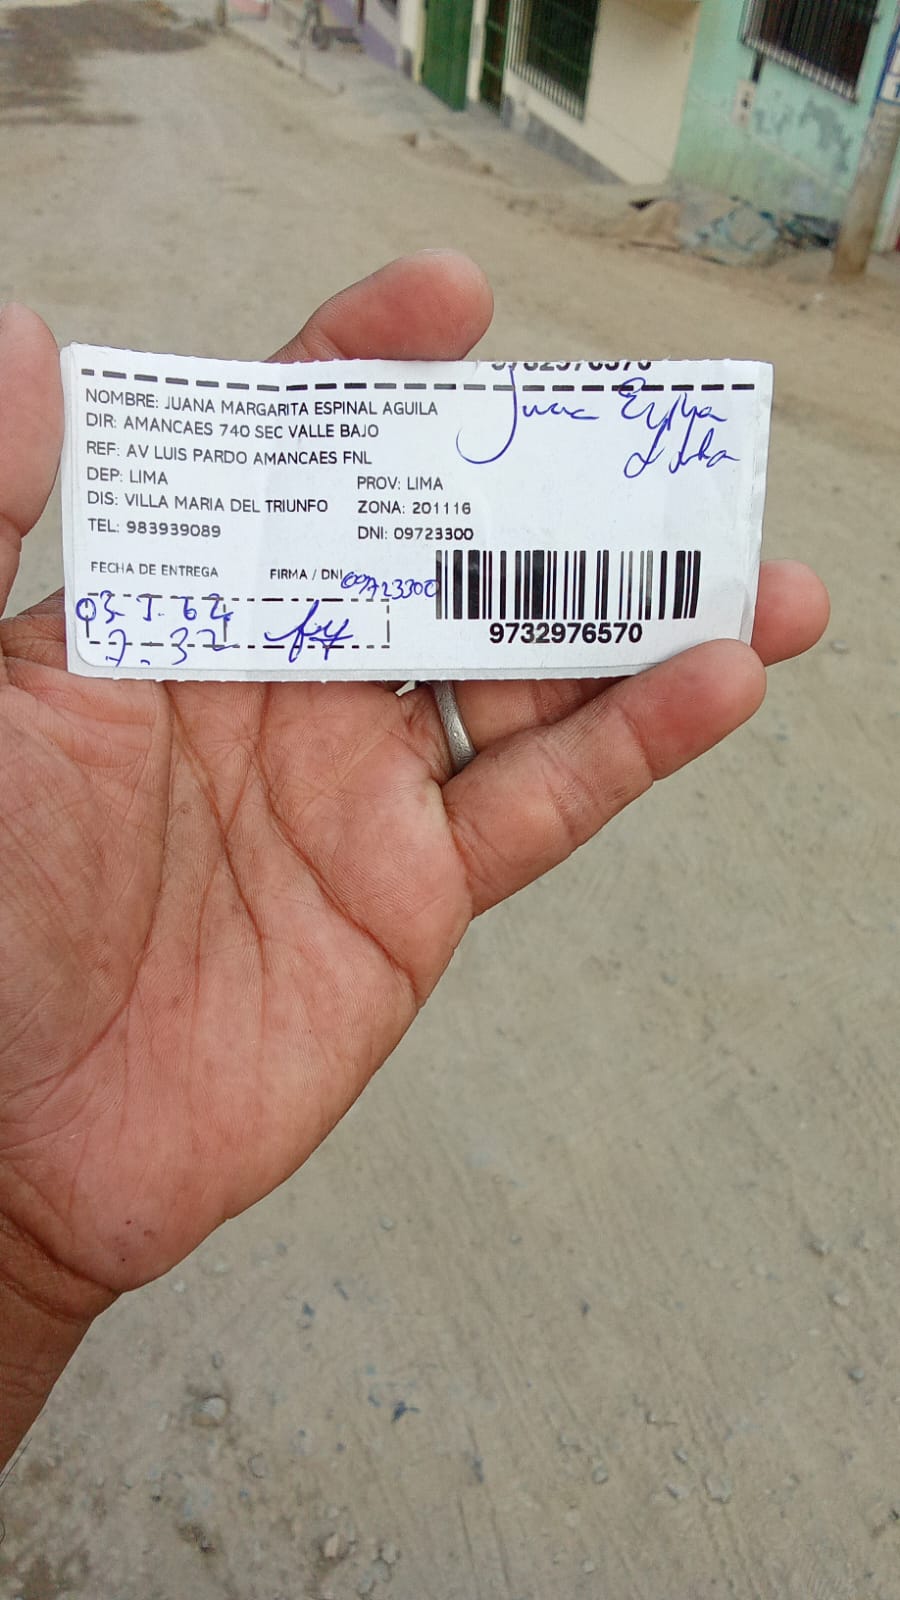 NOMBRE: JUANA MARGARITA ESPINAL AGUILA
DIR: AMANCAES 740 SEC VALLE BAJO
REF: AV LUIS PARDO AMANCAES FNL
DEP: LIMA PROV: LIMA
DIS: VILLA MARIA DEL TRIUNFO ZONA: 201116
TEL: 983939089 DNI: 09723300
Juana
FECHA DE ENTREGA FIRMA / DNI 09723300
9732976570